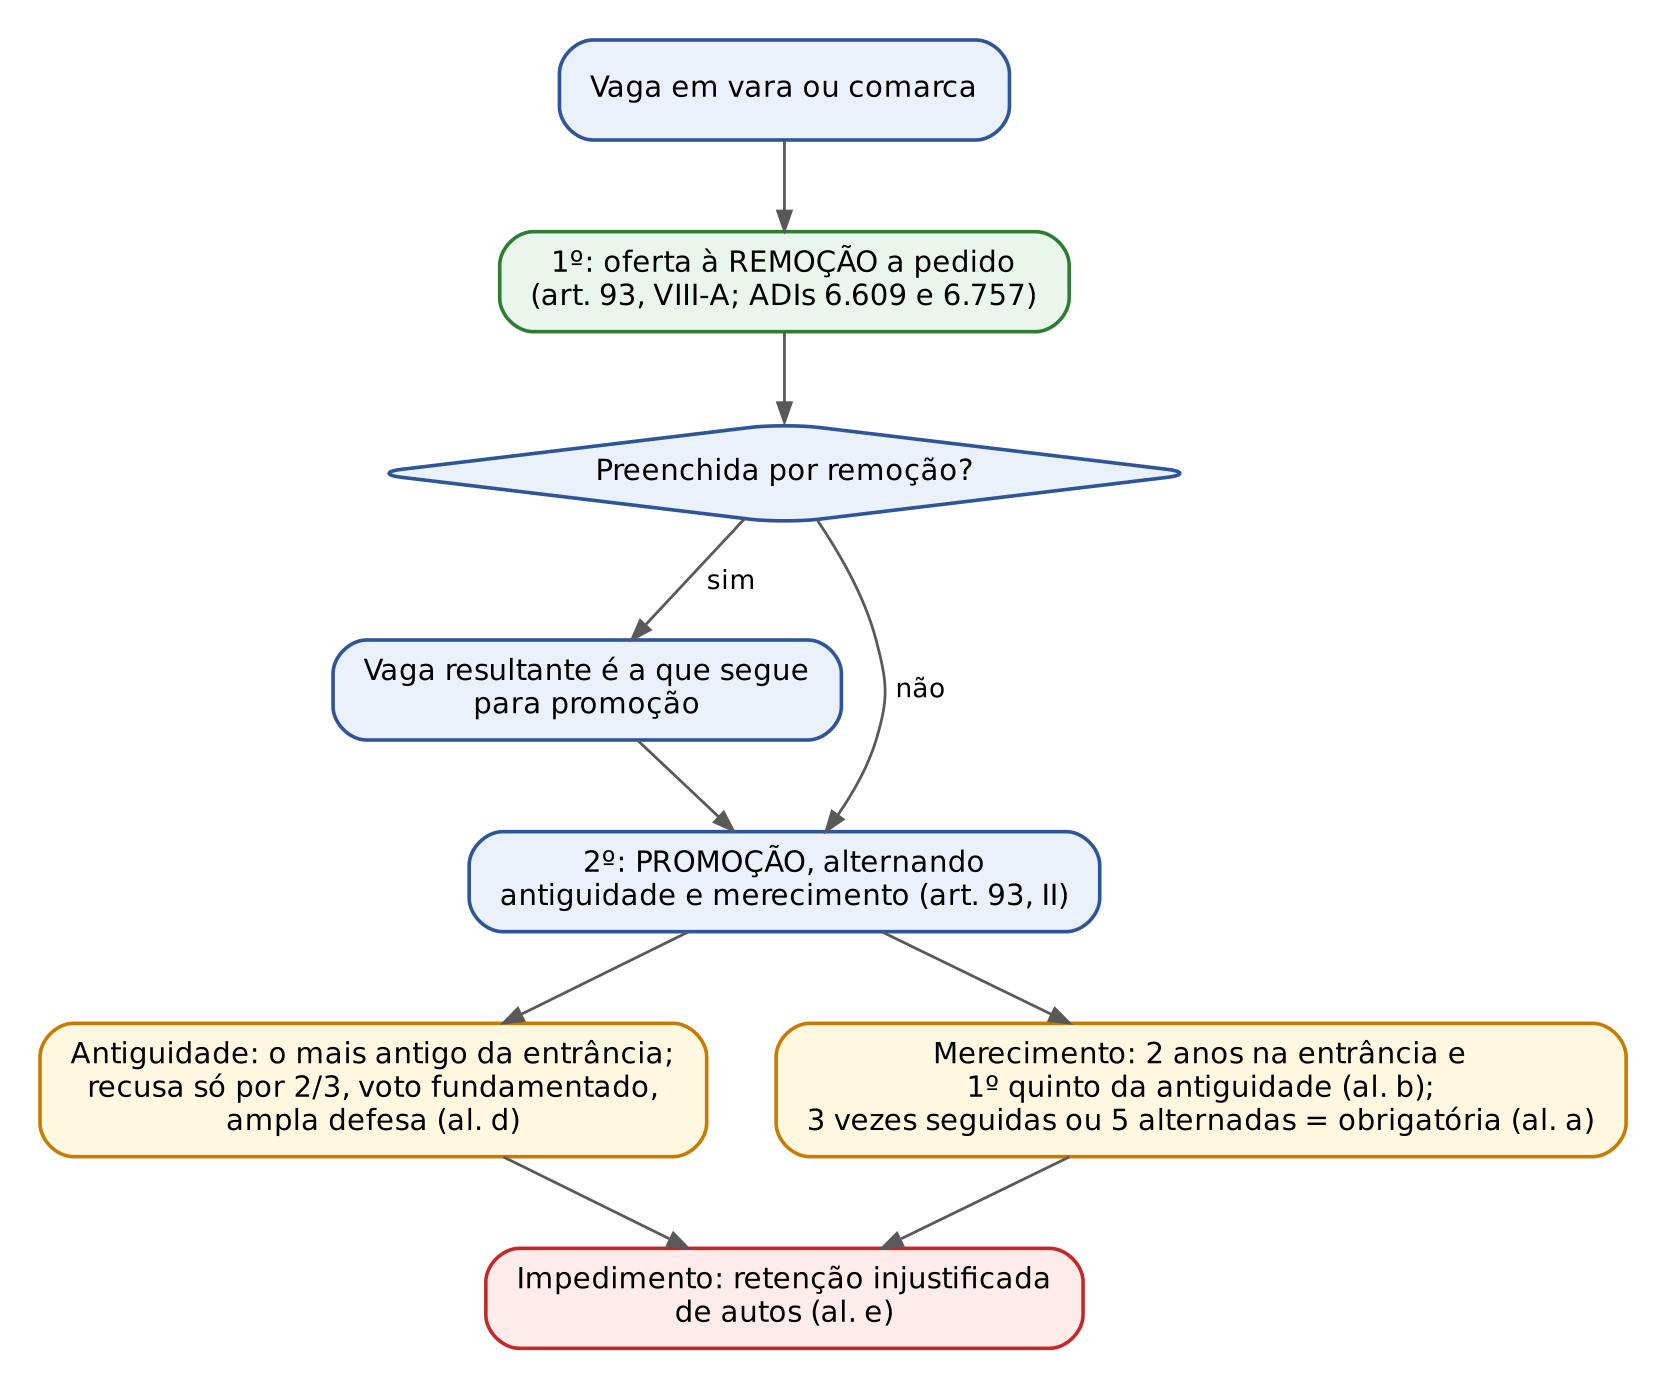 Vaga em vara ou comarca
1º: oferta à REMOÇÃO a pedido
(art. 93, VIII-A; ADIs 6.609 e 6.757)
Preenchida por remoção?
sim
Vaga resultante é a que segue
para promoção
não
2º: PROMOÇÃO, alternando
antiguidade e merecimento (art. 93, II)
Antiguidade: o mais antigo da entrância;
recusa só por 2/3, voto fundamentado,
ampla defesa (al. d)
Merecimento: 2 anos na entrância e
1º quinto da antiguidade (al. b);
3 vezes seguidas ou 5 alternadas = obrigatória (al. a)
Impedimento: retenção injustificada
de autos (al. e)